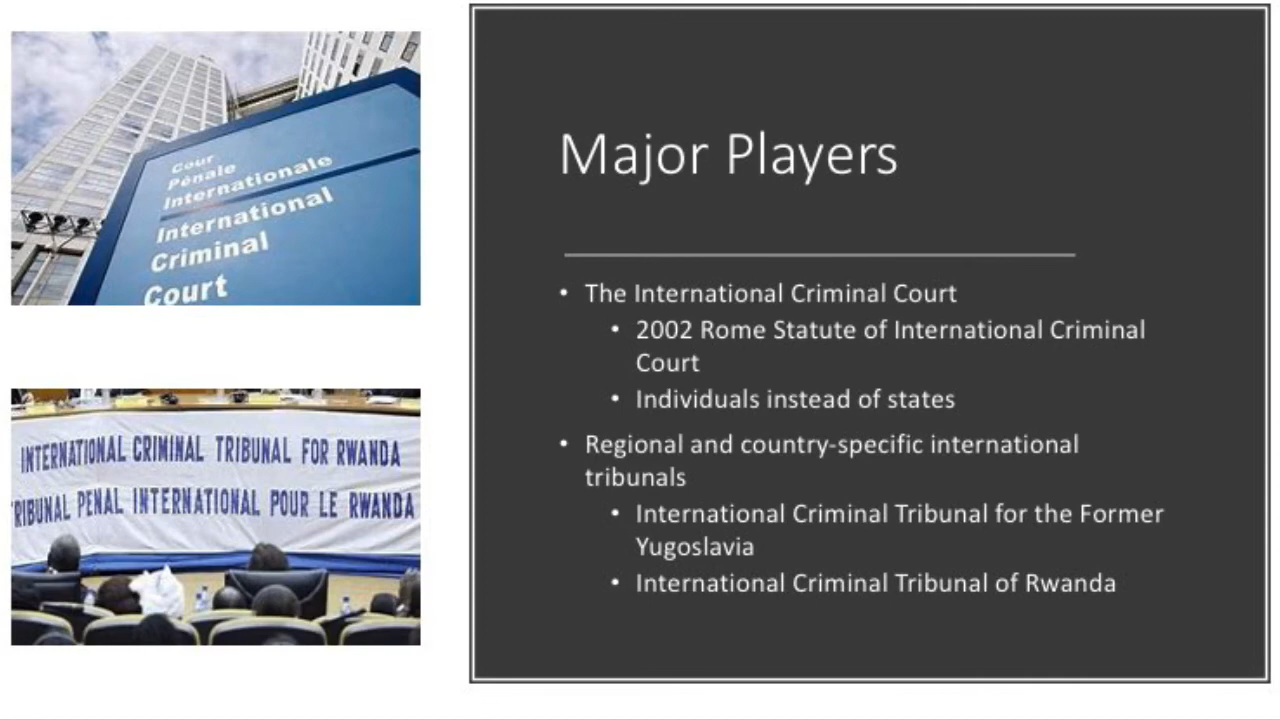 Cour
Pénale
Internationale
International
Criminal
Court
INTERNATIONAL CRIMINAL TRIBUNAL FOR RWANDA
TRIBUNAL PENAL INTERNATIONAL POUR LE RWANDA
Major Players
• The International Criminal Court
• 2002 Rome Statute of International Criminal
Court
• Individuals instead of states
• Regional and country-specific international
tribunals
• International Criminal Tribunal for the Former
Yugoslavia
• International Criminal Tribunal of Rwanda